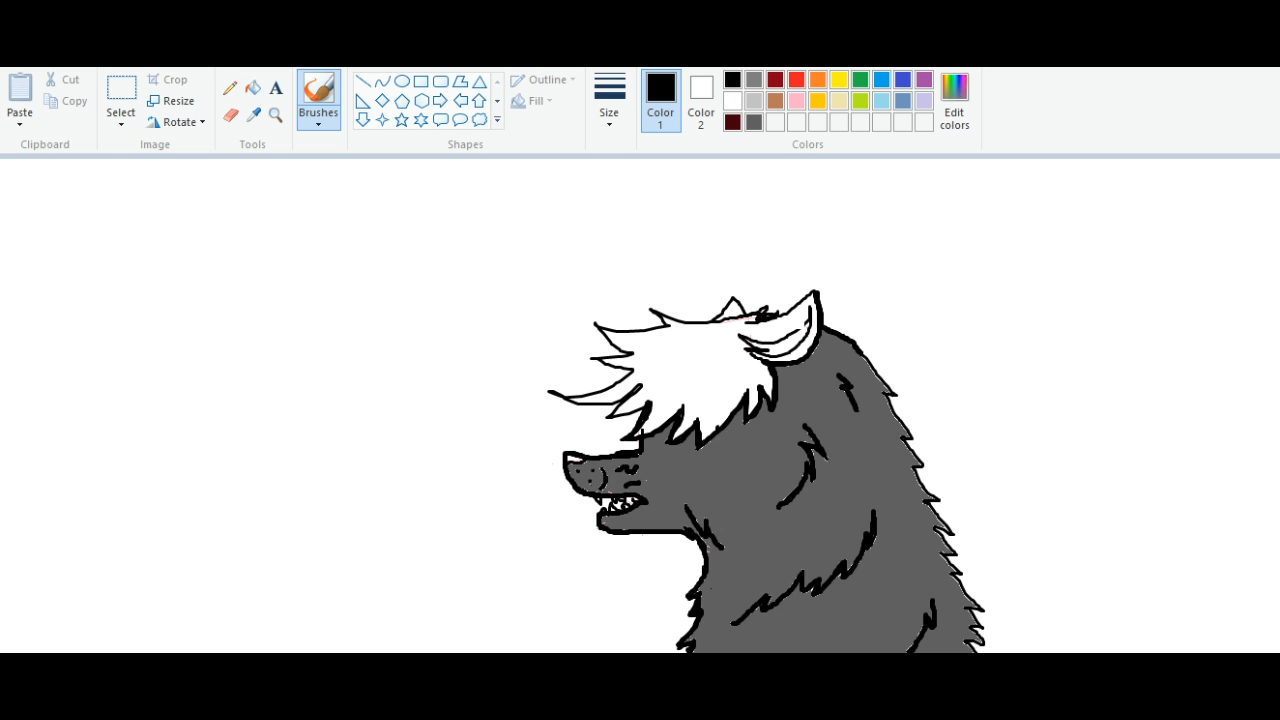 Paste
Cut
Copy
Clipboard
Select
Crop
Resize
Rotate
Image
A
Tools
Brushes
Outline
Fill
Shapes
Size
Color 1
Color 2
Edit colors
Colors